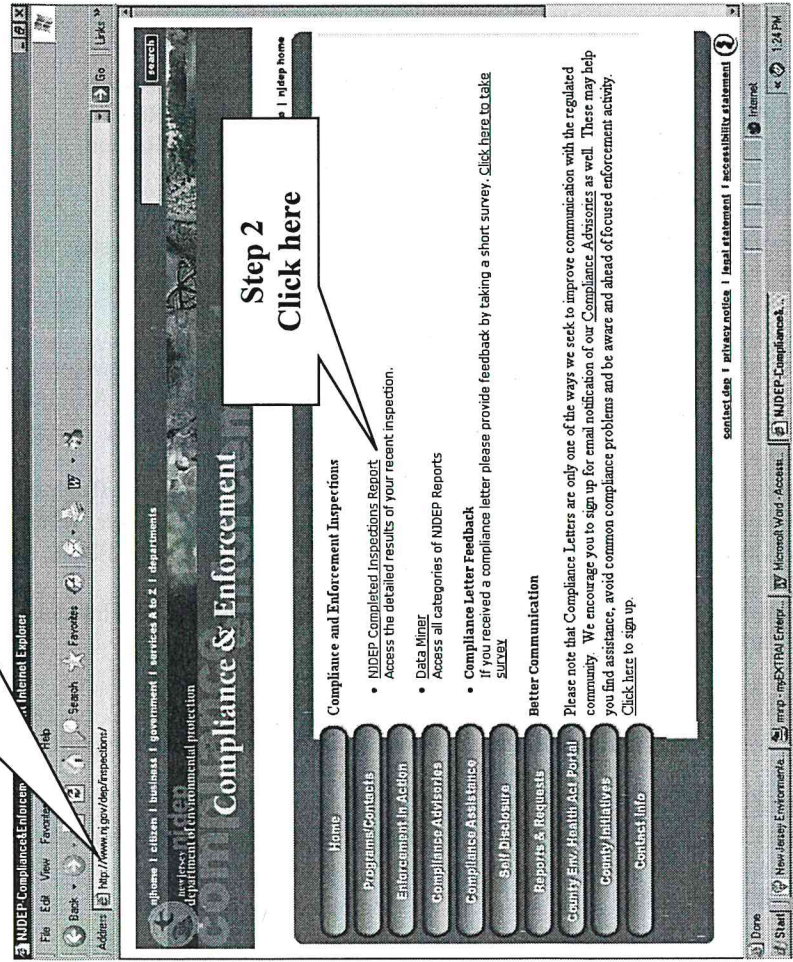 NJDEP-Compliance&Enforcem t Internet Explorer
File Edit View Favorites Help
Back Search Favorites
Address http://www.nj.gov/dep/inspections/ Go Links »
njhome | citizen | business | government | services A to Z | departments
search
new jersey njdep
department of environmental protection
Compliance & Enforcement
| njdep home
Step 2
Click here
Home
Programs/Contacts
Enforcement In Action
Compliance Advisories
Compliance Assistance
Self Disclosure
Reports & Requests
County Env. Health Act Portal
County Initiatives
Contact Info
Compliance and Enforcement Inspections
• NJDEP Completed Inspections Report
Access the detailed results of your recent inspection.
• Data Miner
Access all categories of NJDEP Reports
• Compliance Letter Feedback
If you received a compliance letter please provide feedback by taking a short survey. Click here to take
survey
Better Communication
Please note that Compliance Letters are only one of the ways we seek to improve communication with the regulated
community. We encourage you to sign up for email notification of our Compliance Advisories as well. These may help
you find assistance, avoid common compliance problems and be aware and ahead of focused enforcement activity.
Click here to sign up.
contact dep | privacy notice | legal statement | accessibility statement
Done Internet
Start New Jersey Environmenta... mnp - myEXTRA! Enterpr... Microsoft Word - Accessi... NJDEP-Compliance&... 1:24 PM